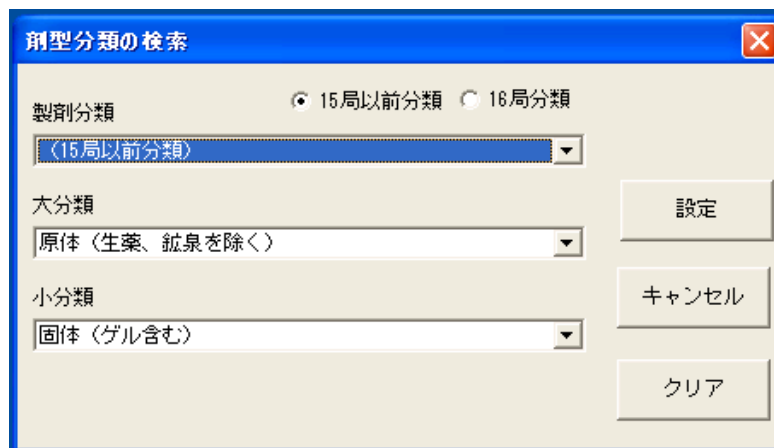 剤型分類の検索
15局以前分類 16局分類
製剤分類
(15局以前分類)
大分類
原体(生薬、鉱泉を除く)
設定
小分類
キャンセル
固体(ゲル含む)
クリア